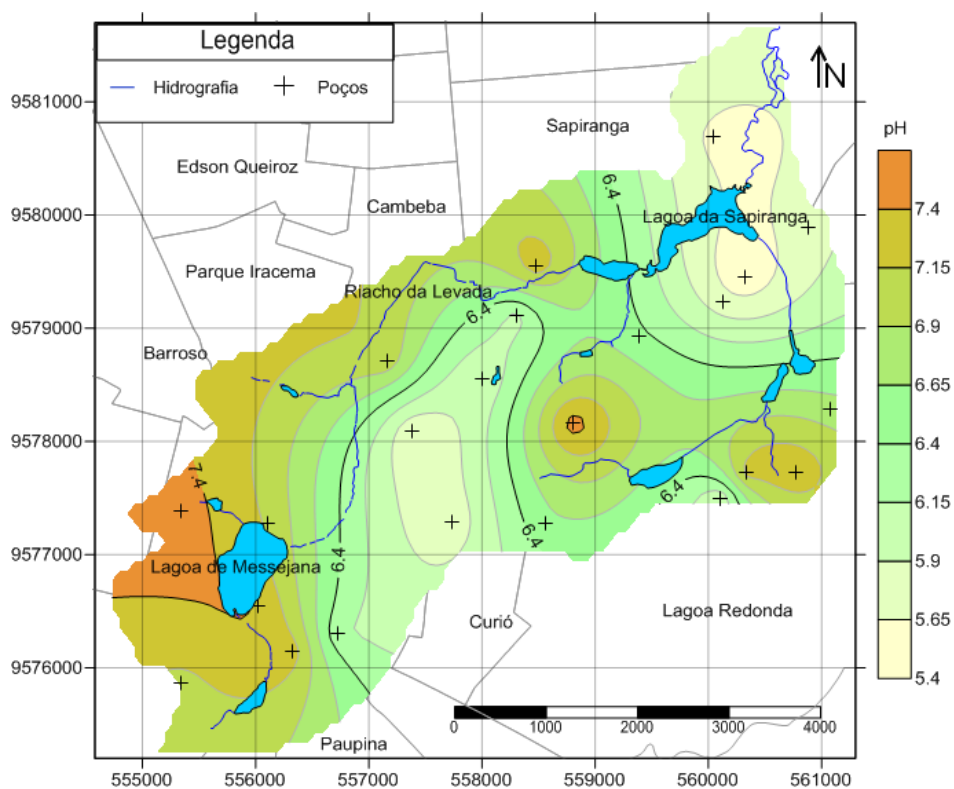 Legenda
Hidrografia
Poços
N
pH
9581000
9580000
9579000
9578000
9577000
9576000
Sapiranga
Edson Queiroz
Cambeba
6.4
Lagoa da Sapiranga
Parque Iracema
Riacho da Levada
6.4
Barroso
7.4
6.4
6.4
6.4
Lagoa de Messejana
Curió
Lagoa Redonda
Paupina
0 1000 2000 3000 4000
7.4
7.15
6.9
6.65
6.4
6.15
5.9
5.65
5.4
555000 556000 557000 558000 559000 560000 561000